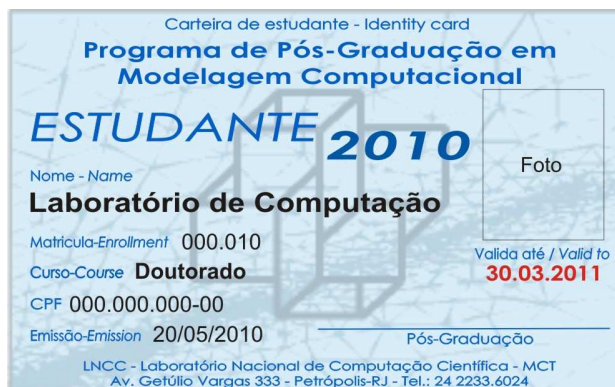 Carteira de estudante - Identity card
Programa de Pós-Graduação em
Modelagem Computacional
ESTUDANTE 2010
Foto
Nome - Name
Laboratório de Computação
Matricula-Enrollment 000.010
Valida até / Valid to
30.03.2011
Curso-Course Doutorado
CPF 000.000.000-00
Emissão-Emission 20/05/2010
Pós-Graduação
LNCC - Laboratório Nacional de Computação Científica - MCT
Av. Getúlio Vargas 333 - Petrópolis-RJ - Tel.: 24 2233.6024